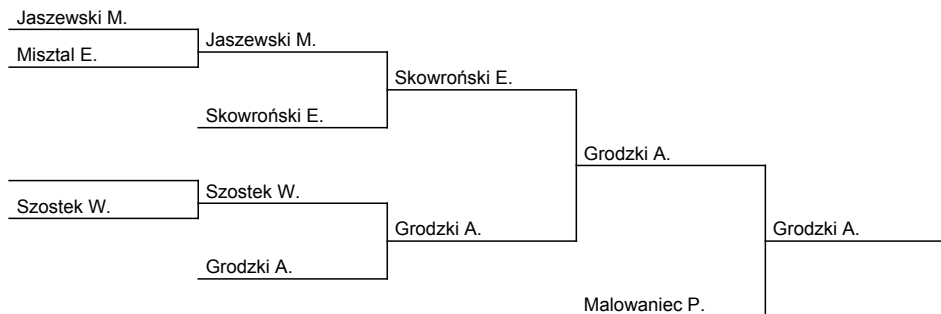 Jaszewski M.
Misztal E.
Jaszewski M.
Skowroński E.
Skowroński E.
Grodzki A.
Szostek W.
Szostek W.
Grodzki A.
Grodzki A.
Grodzki A.
Malowaniec P.